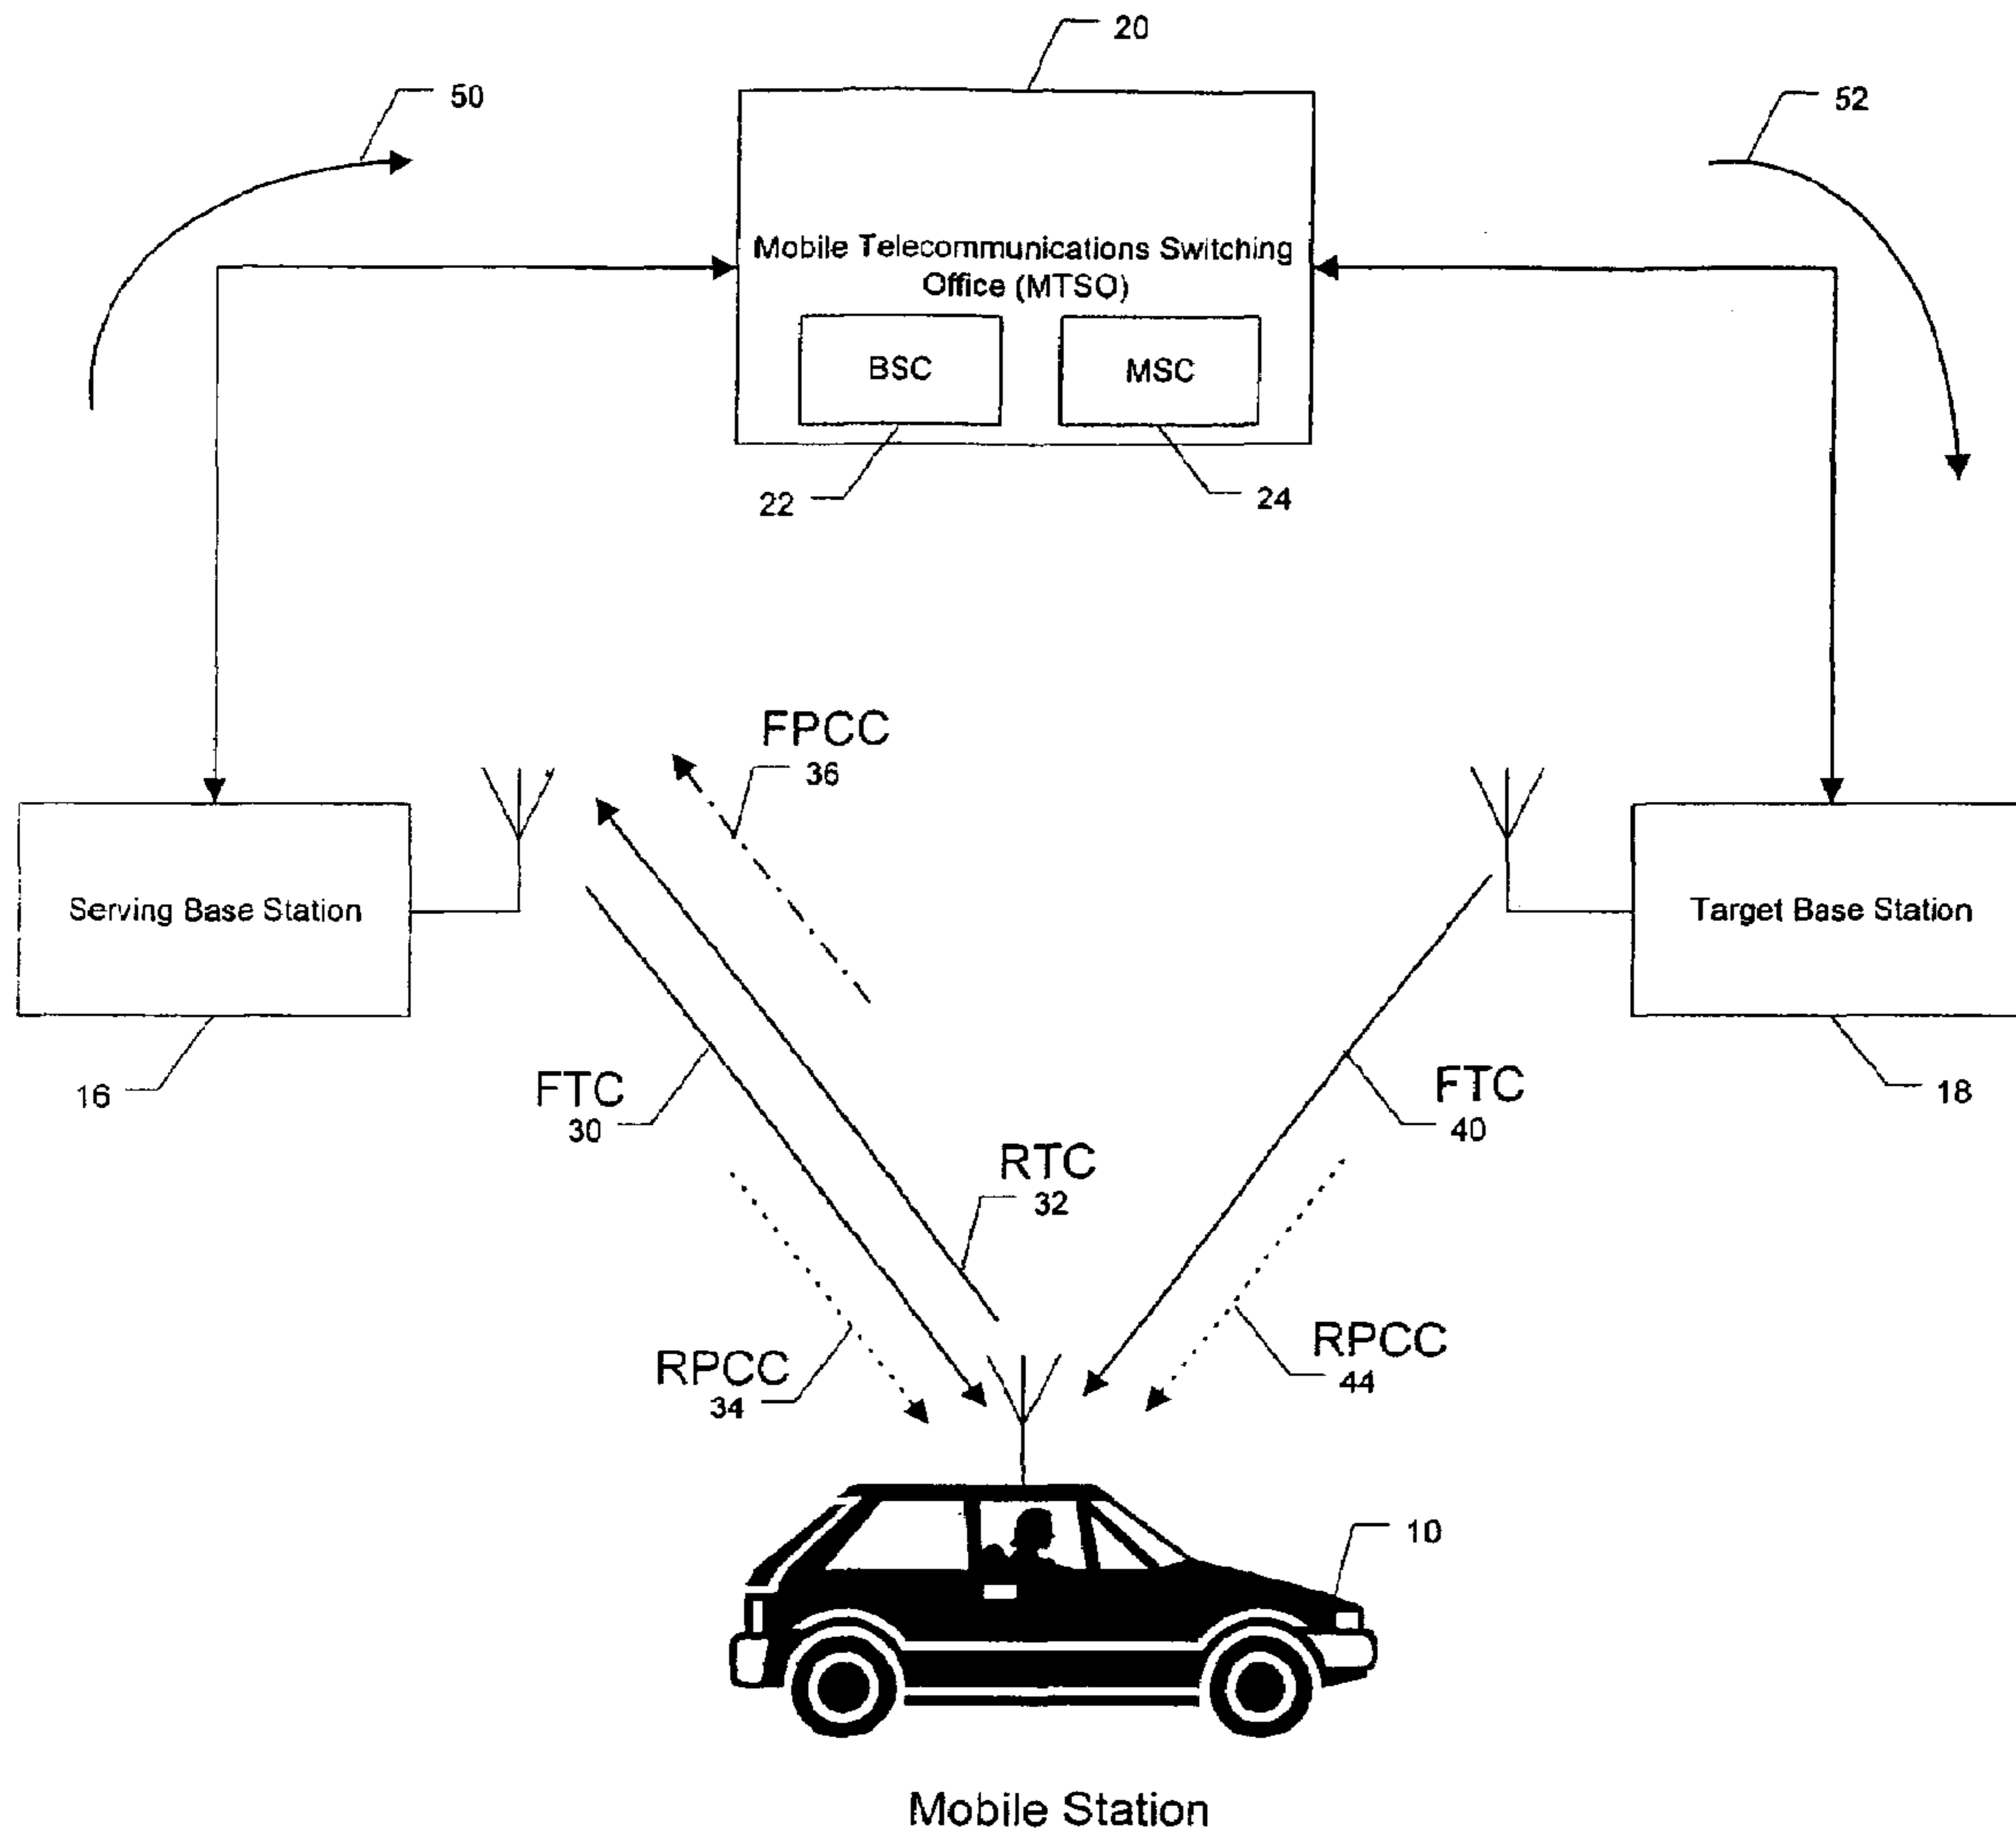 20
50
52
Mobile Telecommunications Switching
Office (MTSO)
BSC
MSC
22
24
FPCC
36
Serving Base Station
Target Base Station
16
FTC
30
FTC
40
18
RTC
32
RPCC
34
RPCC
44
10
Mobile Station